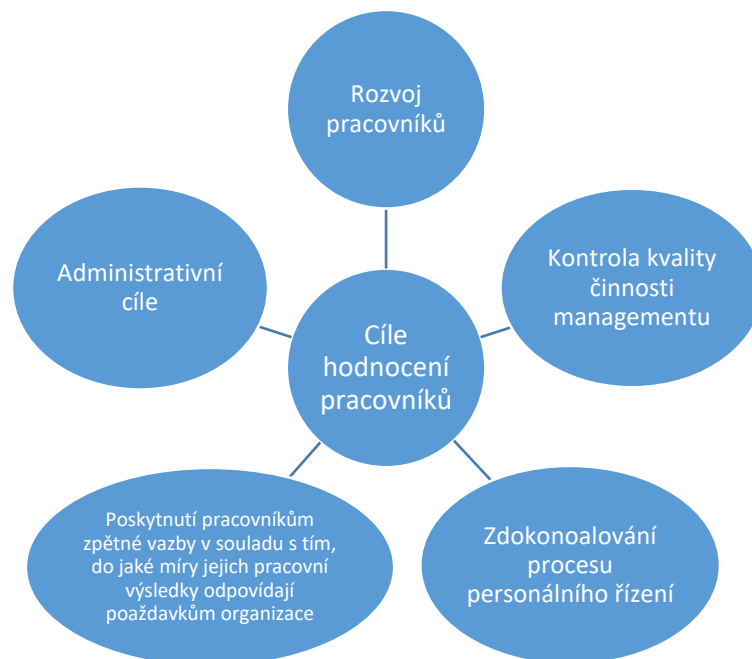 Rozvoj
pracovníků
Kontrola kvality
činnosti
managementu
Administrativní
cíle
Cíle
hodnocení
pracovníků
Poskytnutí pracovníkům
zpětné vazby v souladu s tím,
do jaké míry jejich pracovní
výsledky odpovídají
poaždavkům organizace
Zdokonoalování
procesu
personálního řízení